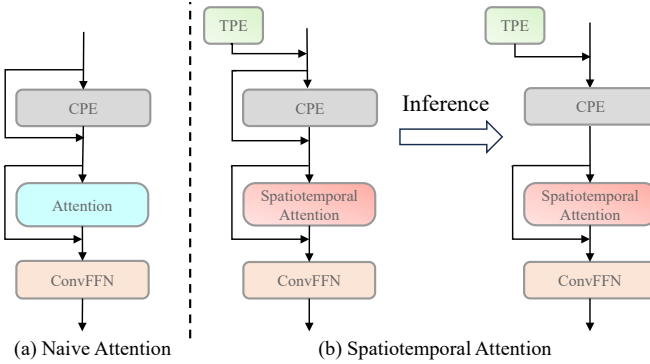 CPE
Attention
ConvFFN
(a) Naive Attention
TPE
CPE
Spatiotemporal
Attention
ConvFFN
Inference
TPE
CPE
Spatiotemporal
Attention
ConvFFN
(b) Spatiotemporal Attention